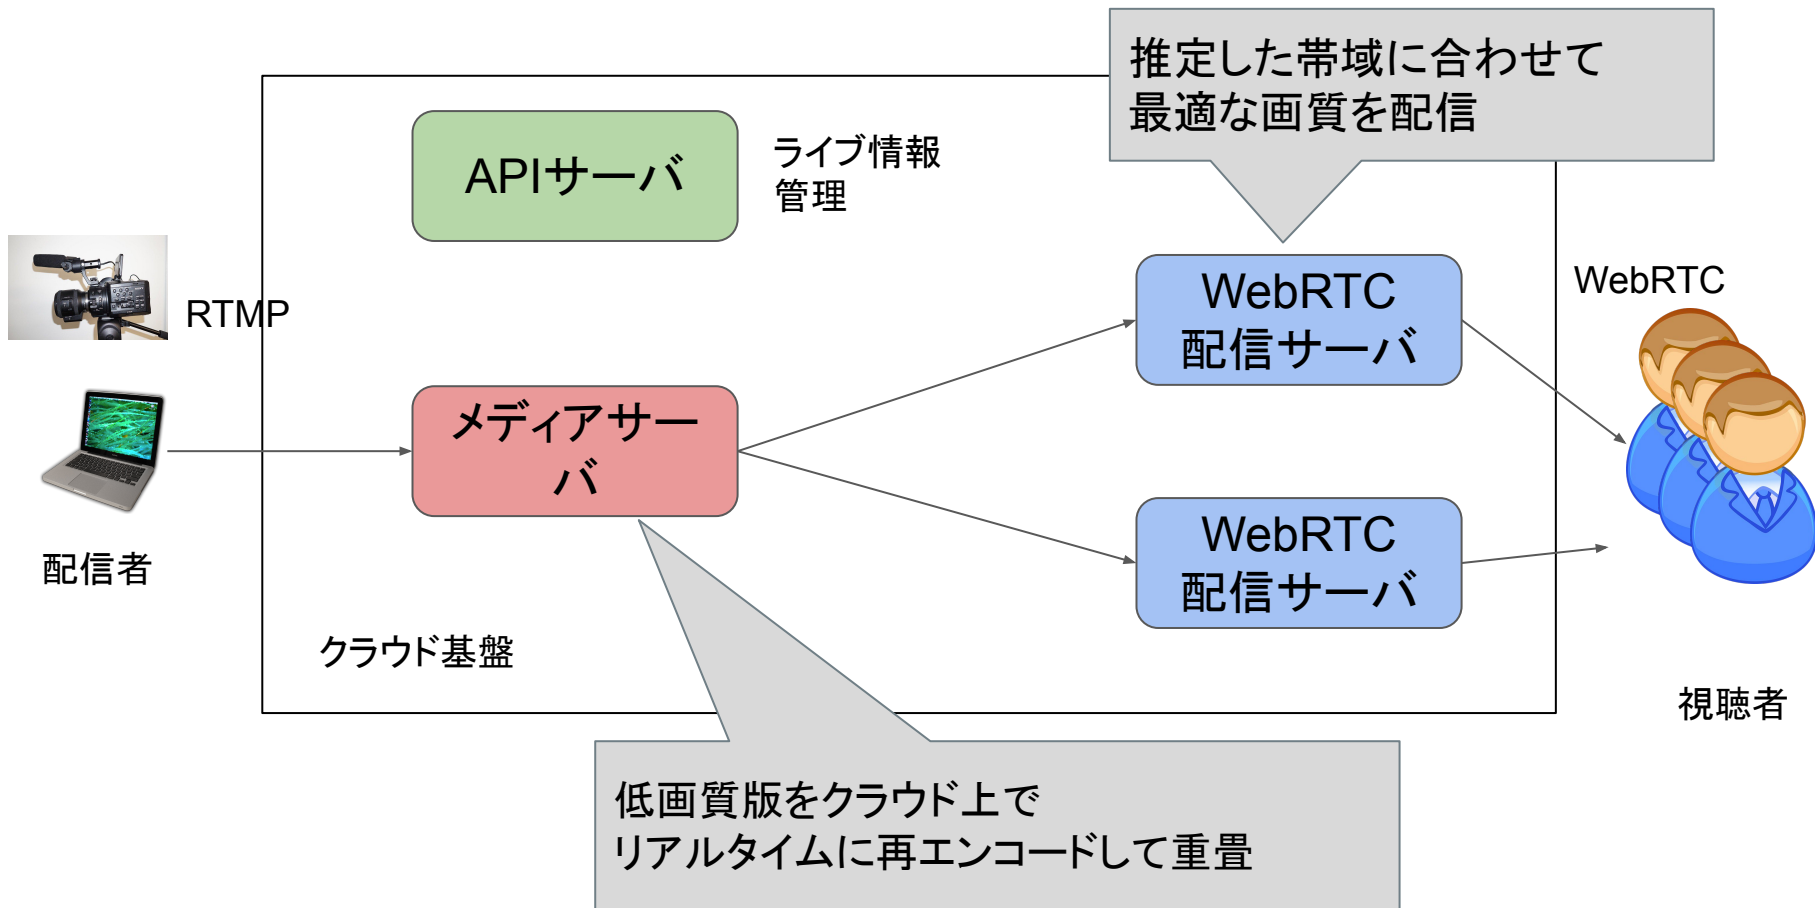 推定した帯域に合わせて
最適な画質を配信
APIサーバ
ライブ情報
管理
RTMP
WebRTC
配信サーバ
WebRTC
メディアサー
バ
WebRTC
配信サーバ
配信者
クラウド基盤
視聴者
低画質版をクラウド上で
リアルタイムに再エンコードして重畳